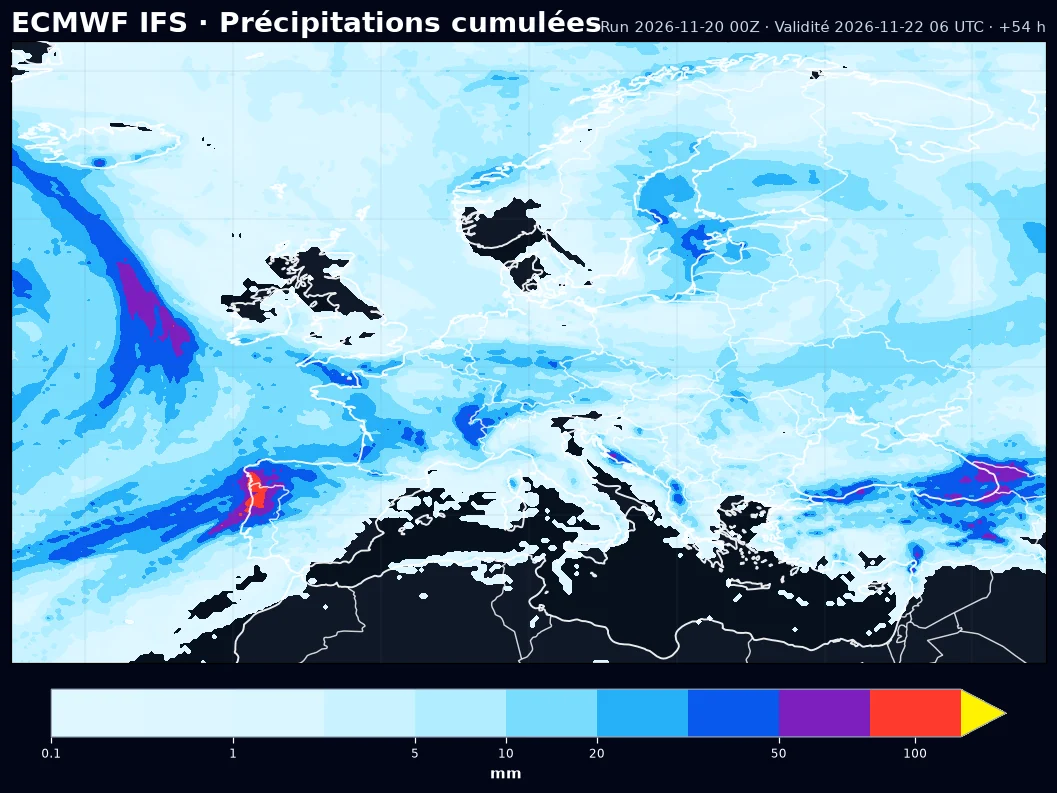 ECMWF IFS · Précipitations cumulées
Run 2026-11-20 00Z · Validité 2026-11-22 06 UTC · +54 h
0.1 1 5 10 20 50 100
mm